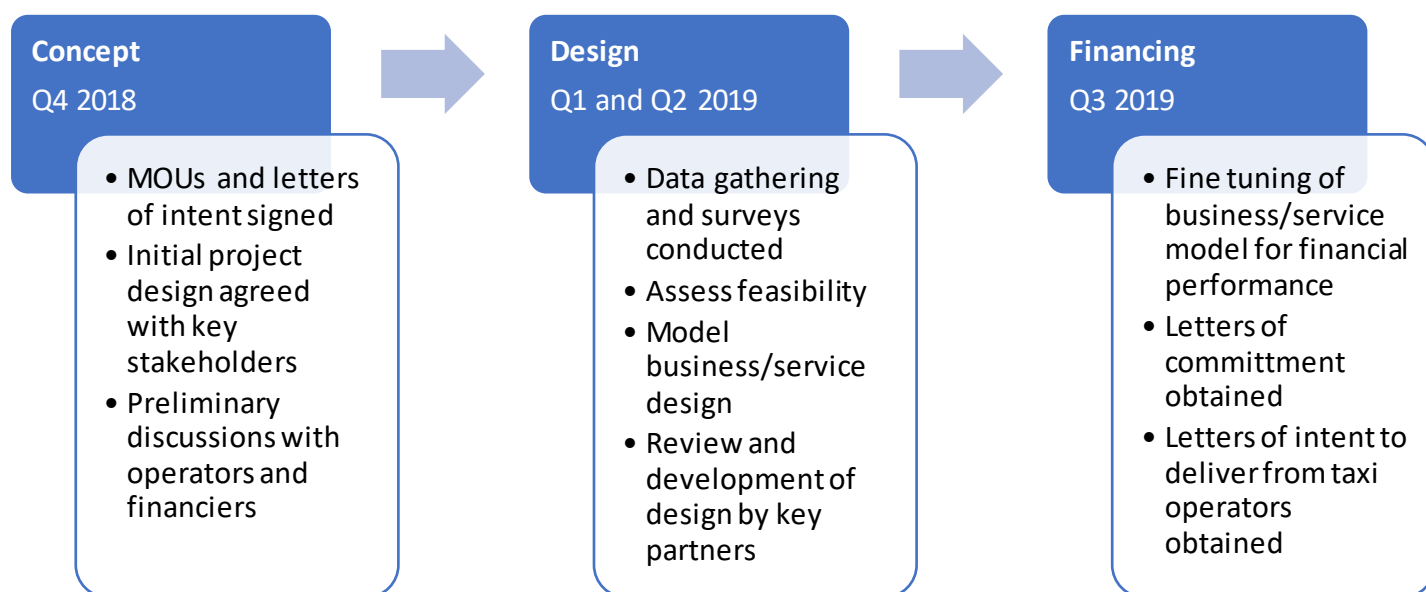 Concept
Q4 2018
• MOUs and letters
of intent signed
• Initial project
design agreed
with key
stakeholders
• Preliminary
discussions with
operators and
financiers
Design
Q1 and Q2 2019
• Data gathering
and surveys
conducted
• Assess feasibility
• Model
business/service
design
• Review and
development of
design by key
partners
Financing
Q3 2019
• Fine tuning of
business/service
model for financial
performance
• Letters of
committment
obtained
• Letters of intent to
deliver from taxi
operators
obtained